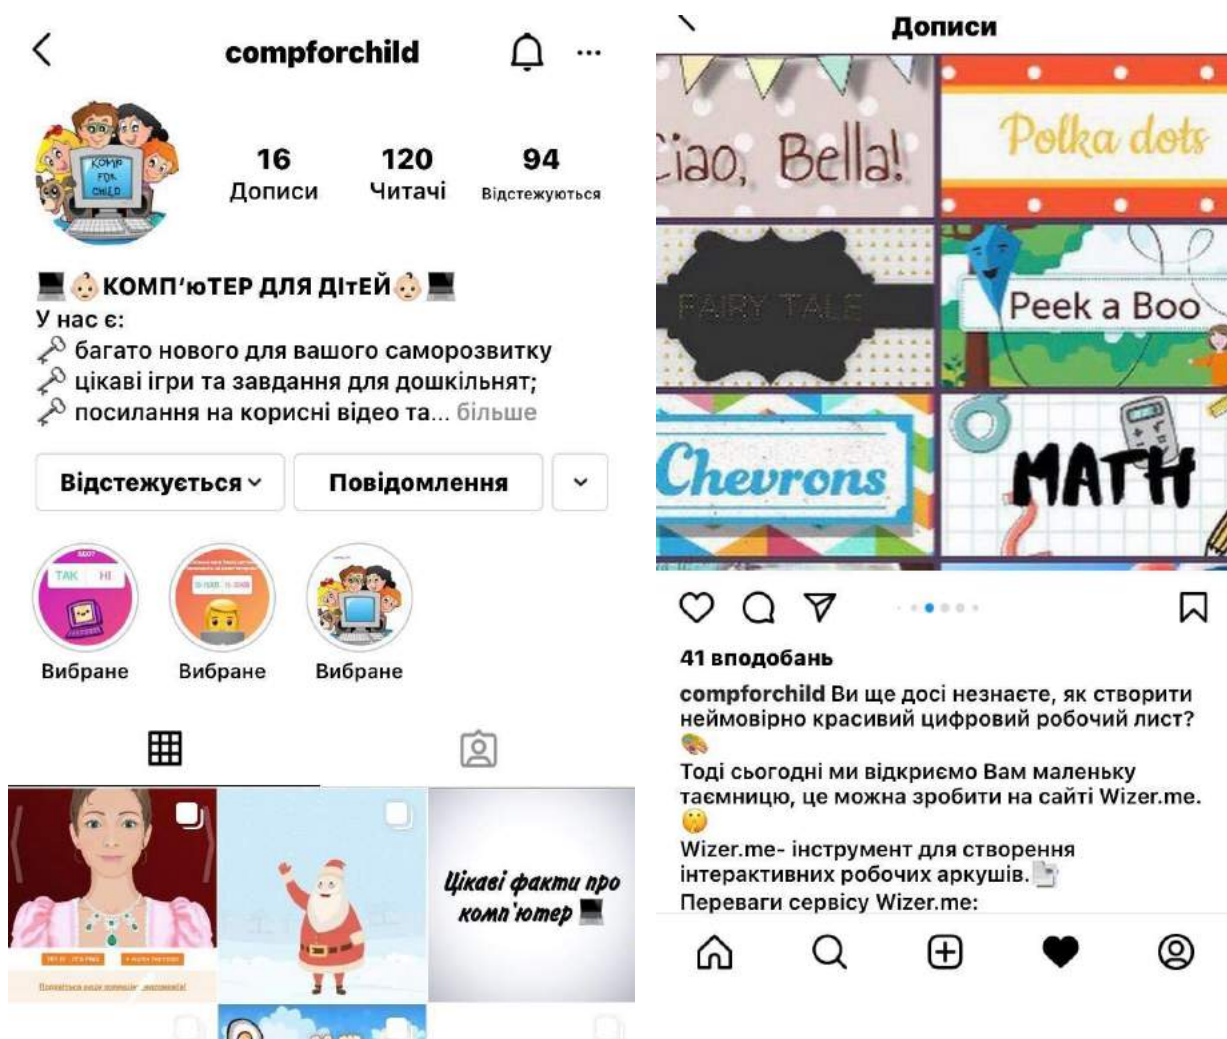 compforchild
КОМП
FOR
CHILD
16
Дописи
120
Читачі
94
Відстежуються
КОМП'юТЕР ДЛЯ ДІтЕЙ
У нас є:
багато нового для вашого саморозвитку
цікаві ігри та завдання для дошкільнят;
посилання на корисні відео та... більше
Відстежується
Повідомлення
ТАК НІ
Вибране
Вибране
Вибране
Цікаві факти про
комп'ютер
Дописи
Ciao, Bella!
Polka dots
FAIRY TALE
Peek a Boo
Chevrons
MATH
41 вподобань
compforchild Ви ще досі незнаєте, як створити
неймовірно красивий цифровий робочий лист?
Тоді сьогодні ми відкриємо Вам маленьку
таємницю, це можна зробити на сайті Wizer.me.
Wizer.me- інструмент для створення
інтерактивних робочих аркушів.
Переваги сервісу Wizer.me: